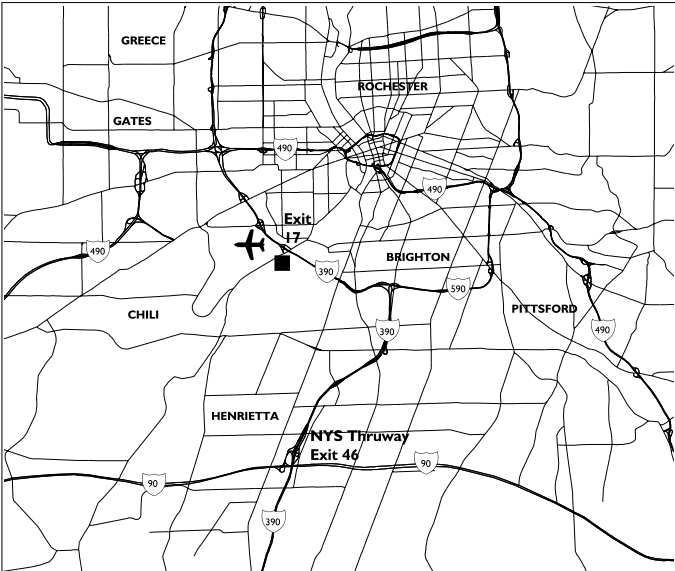 GREECE
ROCHESTER
GATES
490
490
Exit
17
490
BRIGHTON
390
590
CHILI
PITTSFORD
390
490
HENRIETTA
NYS Thruway
Exit 46
90
90
390